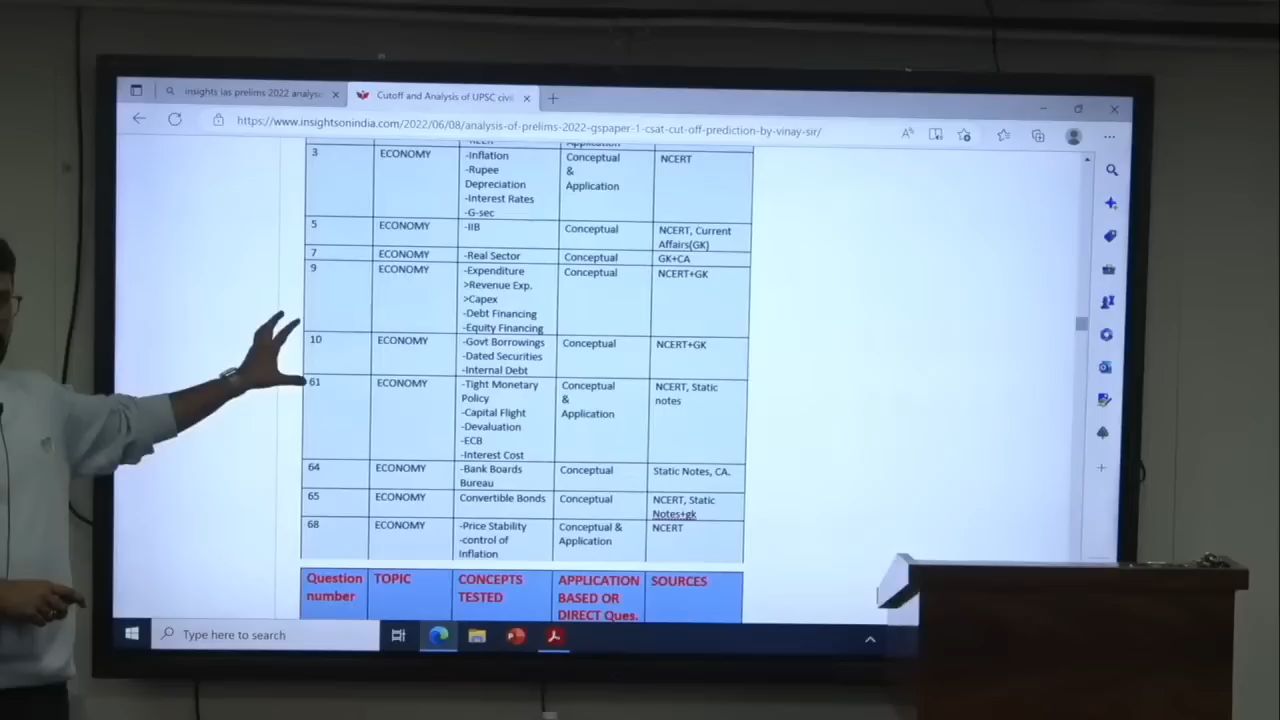 insights ias prelims 2022 analysis
Cutoff and Analysis of UPSC civi
https://www.insightsonindia.com/2022/06/08/analysis-of-prelims-2022-gspaper-1-csat-cut-off-prediction-by-vinay-sir/
3 ECONOMY -Inflation Conceptual NCERT
-Rupee &
Depreciation Application
-Interest Rates
-G-sec
5 ECONOMY -IIB Conceptual NCERT, Current
Affairs(GK)
7 ECONOMY -Real Sector Conceptual GK+CA
9 ECONOMY -Expenditure Conceptual NCERT+GK
>Revenue Exp.
>Capex
-Debt Financing
-Equity Financing
10 ECONOMY -Govt Borrowings Conceptual NCERT+GK
-Dated Securities
-Internal Debt
61 ECONOMY -Tight Monetary Conceptual NCERT, Static
Policy & notes
-Capital Flight Application
-Devaluation
-ECB
-Interest Cost
64 ECONOMY -Bank Boards Conceptual Static Notes, CA.
Bureau
65 ECONOMY Convertible Bonds Conceptual NCERT, Static
Notes+gk
68 ECONOMY -Price Stability Conceptual & NCERT
-control of Application
Inflation
Question TOPIC CONCEPTS APPLICATION SOURCES
number TESTED BASED OR
DIRECT Ques.
Type here to search